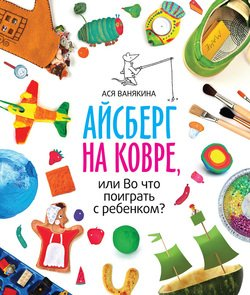 АСЯ ВАНЯКИНА
АЙСБЕРГ
НА КОВРЕ,
или Во что
поиграть
с ребенком?